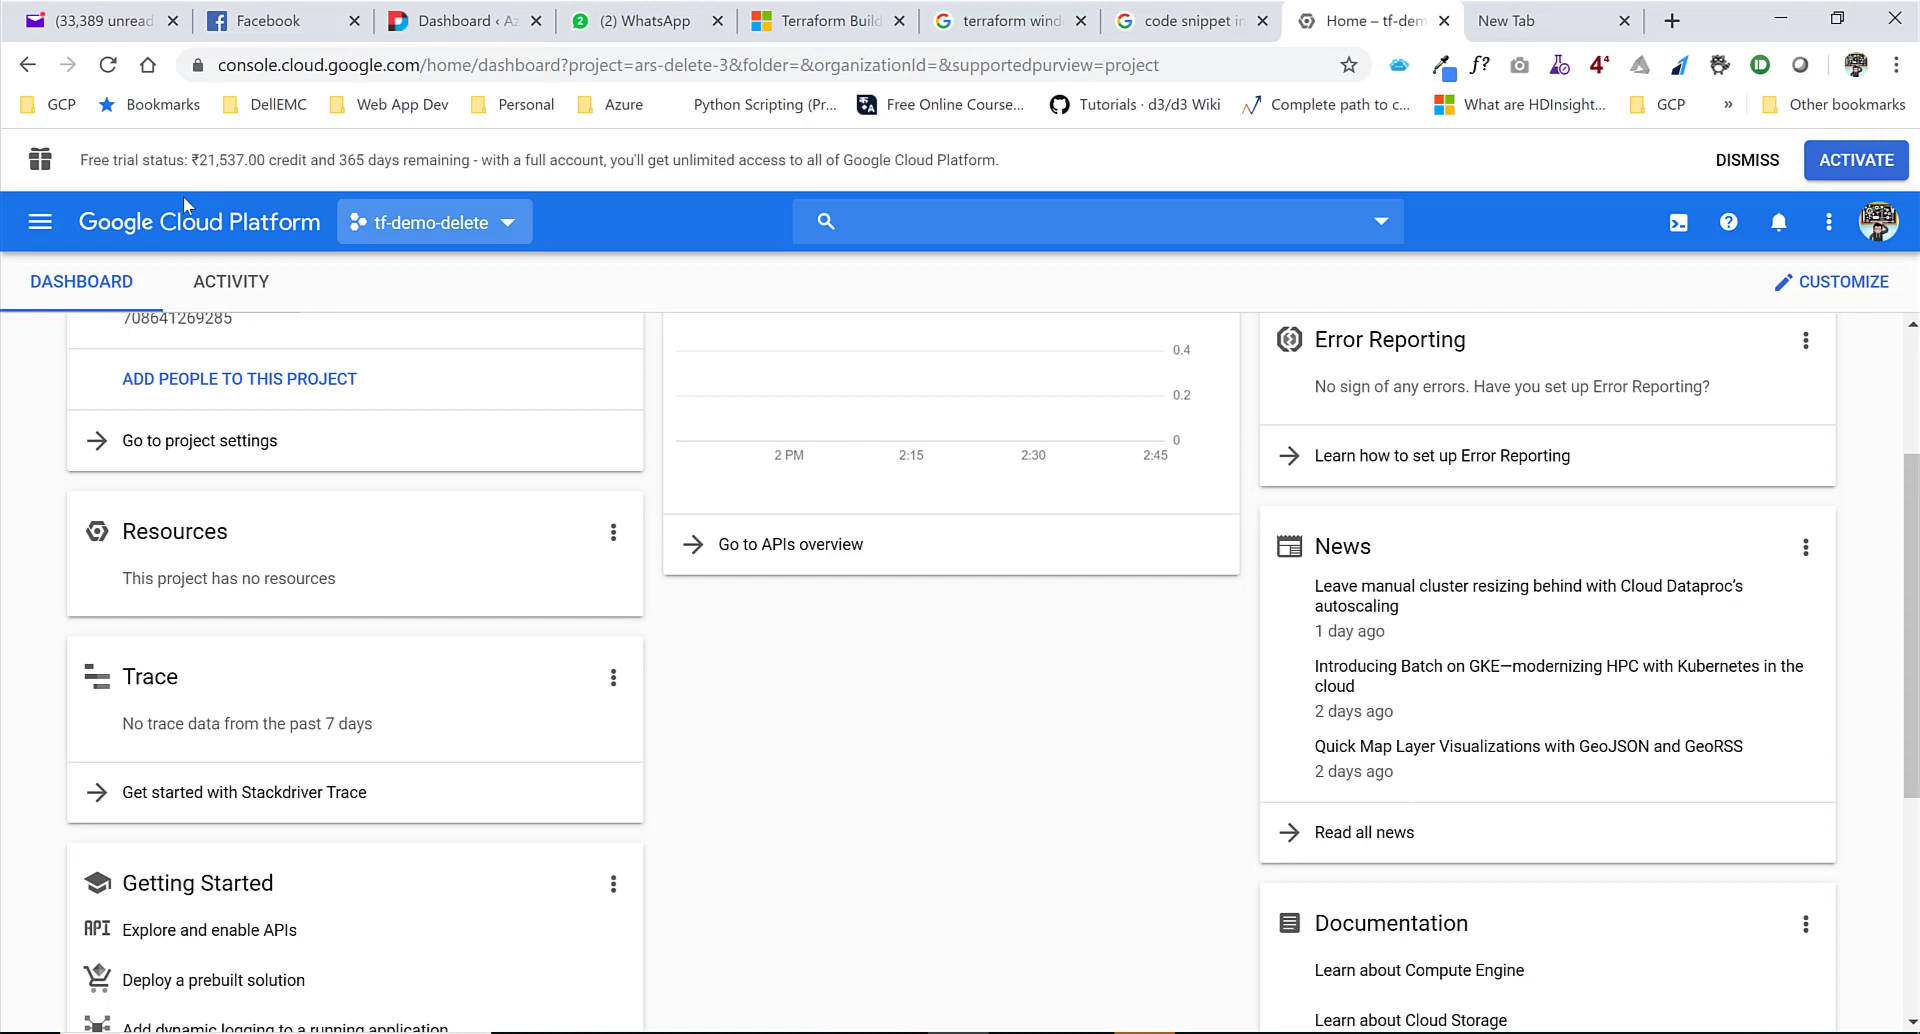 (33,389 unread
Facebook
Dashboard ‹ Az
(2) WhatsApp
Terraform Build
terraform wind
code snippet in
Home – tf-dem
New Tab
console.cloud.google.com/home/dashboard?project=ars-delete-3&folder=&organizationId=&supportedpurview=project
GCP
Bookmarks
DellEMC
Web App Dev
Personal
Azure
Python Scripting (Pr...
Free Online Course...
Tutorials · d3/d3 Wiki
Complete path to c...
What are HDInsight...
GCP
»
Other bookmarks
Free trial status: ₹21,537.00 credit and 365 days remaining - with a full account, you'll get unlimited access to all of Google Cloud Platform.
DISMISS
ACTIVATE
Google Cloud Platform
tf-demo-delete
DASHBOARD
ACTIVITY
CUSTOMIZE
708641269285
ADD PEOPLE TO THIS PROJECT
Go to project settings
Resources
This project has no resources
Trace
No trace data from the past 7 days
Get started with Stackdriver Trace
Getting Started
API Explore and enable APIs
Deploy a prebuilt solution
Add dynamic logging to a running application
0.4
0.2
0
2 PM 2:15 2:30 2:45
Go to APIs overview
Error Reporting
No sign of any errors. Have you set up Error Reporting?
Learn how to set up Error Reporting
News
Leave manual cluster resizing behind with Cloud Dataproc's
autoscaling
1 day ago
Introducing Batch on GKE—modernizing HPC with Kubernetes in the
cloud
2 days ago
Quick Map Layer Visualizations with GeoJSON and GeoRSS
2 days ago
Read all news
Documentation
Learn about Compute Engine
Learn about Cloud Storage